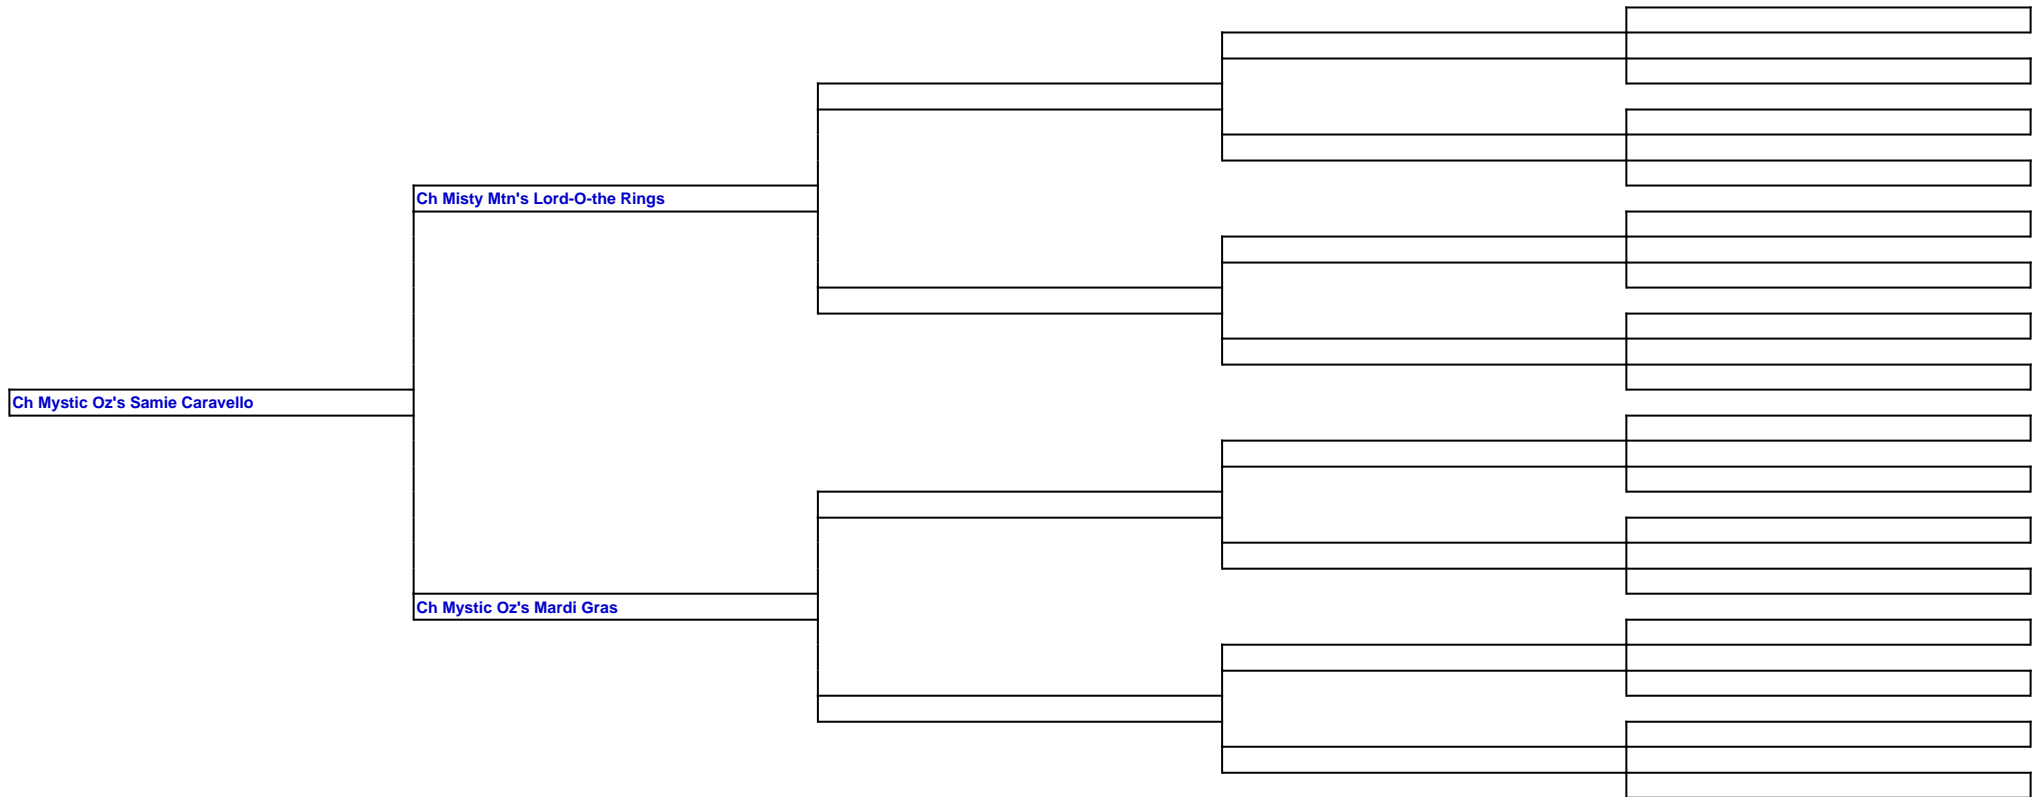 Ch Misty Mtn's Lord-O-the Rings
Ch Mystic Oz's Samie Caravello
Ch Mystic Oz's Mardi Gras